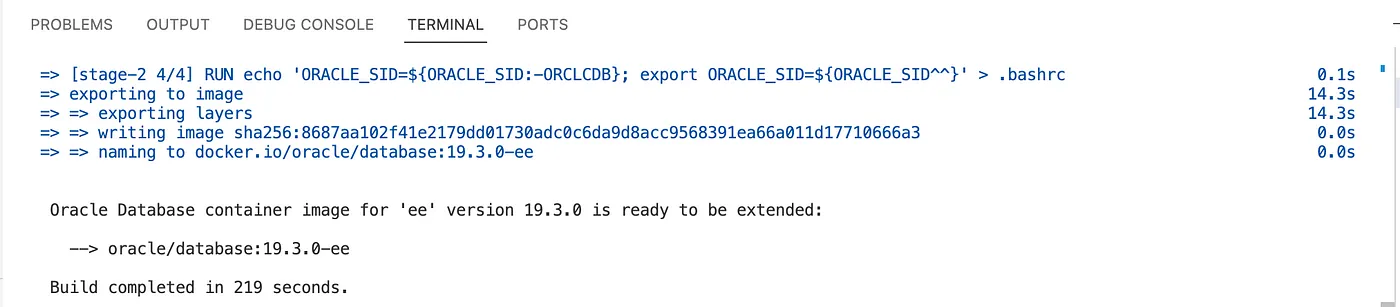 PROBLEMS OUTPUT DEBUG CONSOLE TERMINAL PORTS
=> [stage-2 4/4] RUN echo 'ORACLE_SID=${ORACLE_SID:-ORCLCDB}; export ORACLE_SID=${ORACLE_SID^^}' > .bashrc 0.1s
=> exporting to image 14.3s
=> => exporting layers 14.3s
=> => writing image sha256:8687aa102f41e2179dd01730adc0c6da9d8acc9568391ea66a011d17710666a3 0.0s
=> => naming to docker.io/oracle/database:19.3.0-ee 0.0s
Oracle Database container image for 'ee' version 19.3.0 is ready to be extended:
--> oracle/database:19.3.0-ee
Build completed in 219 seconds.